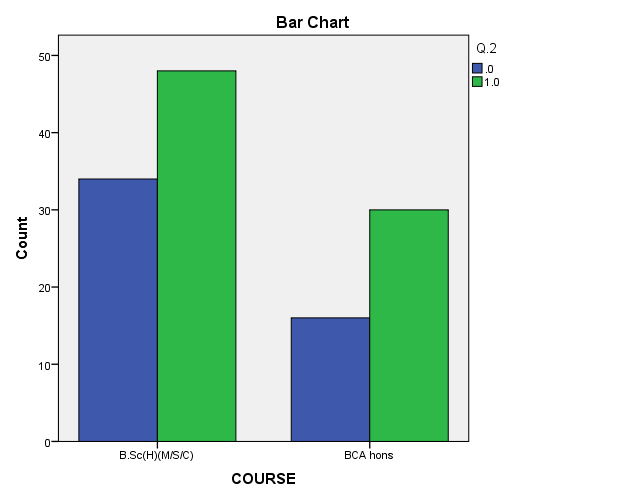 Bar Chart
Q.2
.0
1.0
50
40
30
20
10
0
Count
B.Sc(H)(M/S/C)
BCA hons
COURSE